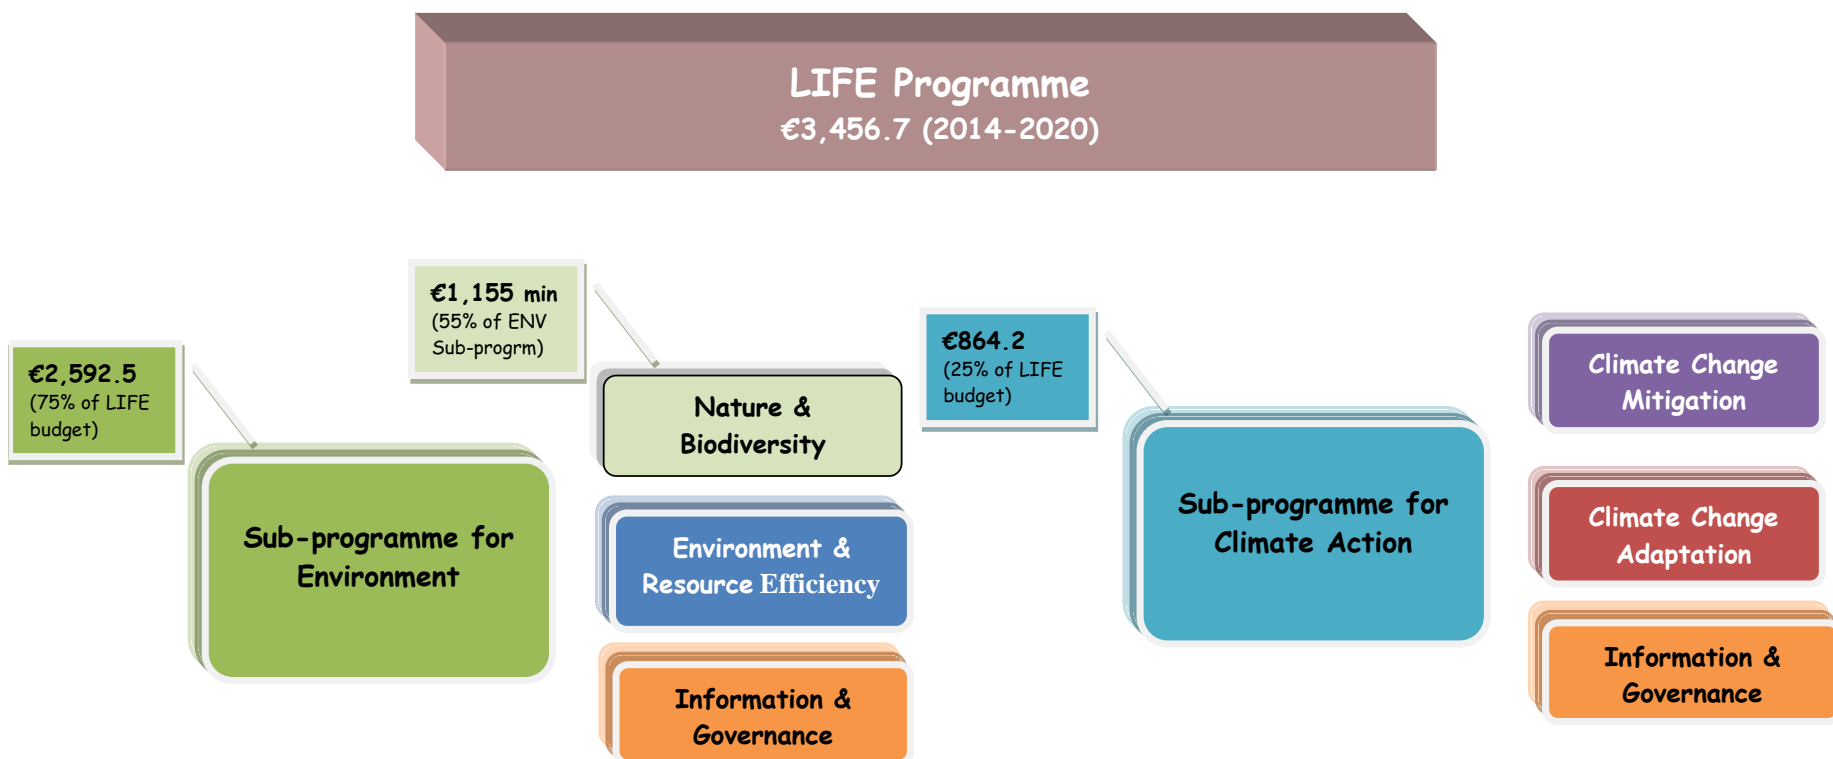 LIFE Programme
€3,456.7 (2014-2020)
€2,592.5
(75% of LIFE
budget)
Sub-programme for
Environment
€1,155 min
(55% of ENV
Sub-progrm)
Nature &
Biodiversity
Environment &
Resource Efficiency
Information &
Governance
€864.2
(25% of LIFE
budget)
Sub-programme for
Climate Action
Climate Change
Mitigation
Climate Change
Adaptation
Information &
Governance